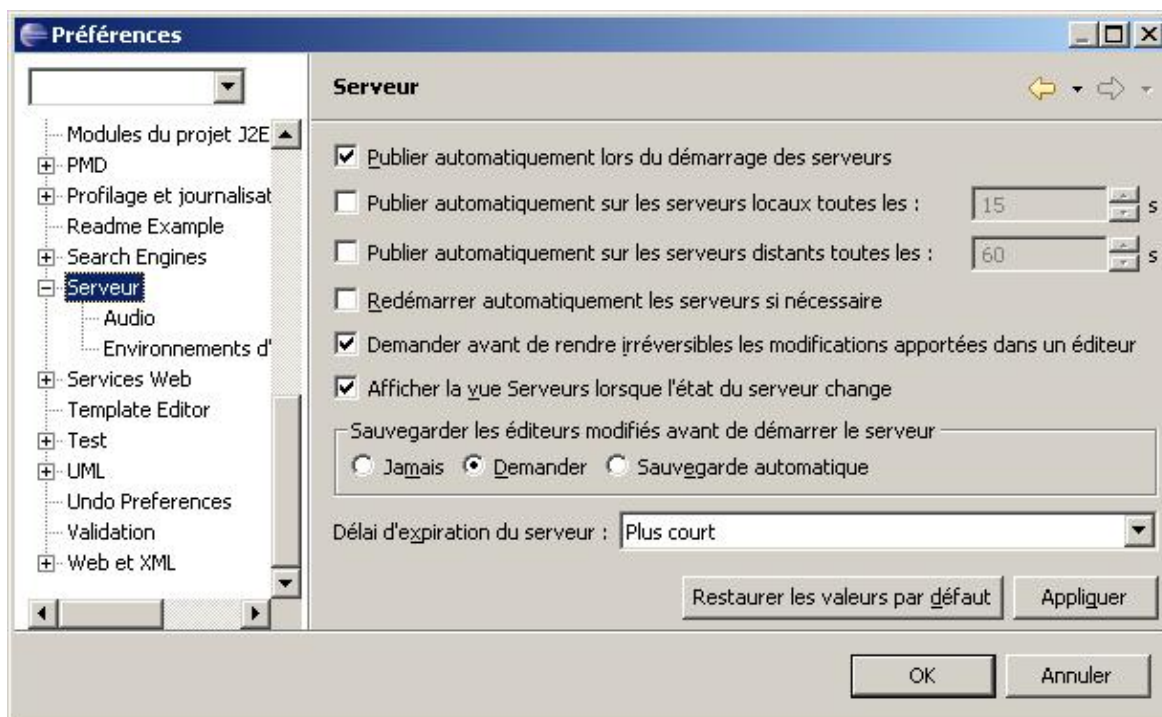 Préférences
Serveur
Modules du projet J2E
PMD
Profilage et journalisat
Readme Example
Search Engines
Serveur
Audio
Environnements d'
Services Web
Template Editor
Test
UML
Undo Preferences
Validation
Web et XML
Publier automatiquement lors du démarrage des serveurs
Publier automatiquement sur les serveurs locaux toutes les : 15 s
Publier automatiquement sur les serveurs distants toutes les : 60 s
Redémarrer automatiquement les serveurs si nécessaire
Demander avant de rendre irréversibles les modifications apportées dans un éditeur
Afficher la vue Serveurs lorsque l'état du serveur change
Sauvegarder les éditeurs modifiés avant de démarrer le serveur
Jamais Demander Sauvegarde automatique
Délai d'expiration du serveur : Plus court
Restaurer les valeurs par défaut Appliquer
OK Annuler